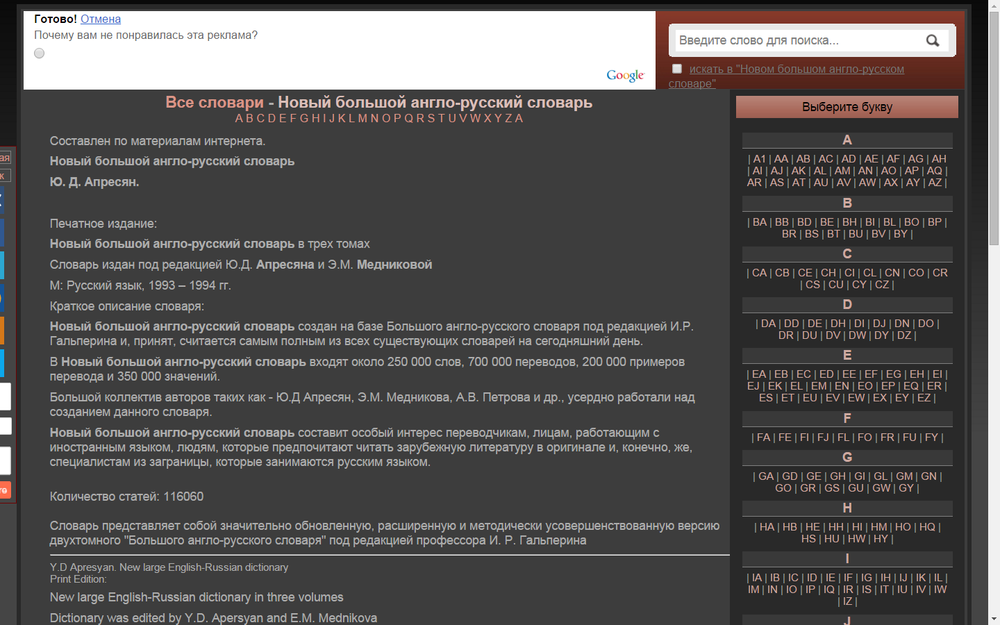 Готово! Отмена
Почему вам не понравилась эта реклама?
Google
Введите слово для поиска...
искать в "Новом большом англо-русском
словаре"
Все словари - Новый большой англо-русский словарь
A B C D E F G H I J K L M N O P Q R S T U V W X Y Z А
Составлен по материалам интернета.
Новый большой англо-русский словарь
Ю. Д. Апресян.
Печатное издание:
Новый большой англо-русский словарь в трех томах
Словарь издан под редакцией Ю.Д. Апресяна и Э.М. Медниковой
М: Русский язык, 1993 – 1994 гг.
Краткое описание словаря:
Новый большой англо-русский словарь создан на базе Большого англо-русского словаря под редакцией И.Р.
Гальперина и, принят, считается самым полным из всех существующих словарей на сегодняшний день.
В Новый большой англо-русский словарь входят около 250 000 слов, 700 000 переводов, 200 000 примеров
перевода и 350 000 значений.
Большой коллектив авторов таких как - Ю.Д Апресян, Э.М. Медникова, А.В. Петрова и др., усердно работали над
созданием данного словаря.
Новый большой англо-русский словарь составит особый интерес переводчикам, лицам, работающим с
иностранным языком, людям, которые предпочитают читать зарубежную литературу в оригинале и, конечно, же,
специалистам из заграницы, которые занимаются русским языком.
Количество статей: 116060
Словарь представляет собой значительно обновленную, расширенную и методически усовершенствованную версию
двухтомного "Большого англо-русского словаря" под редакцией профессора И. Р. Гальперина
Y.D Apresyan. New large English-Russian dictionary
Print Edition:
New large English-Russian dictionary in three volumes
Dictionary was edited by Y.D. Apersyan and E.M. Mednikova
Выберите букву
A
| A1 | AA | AB | AC | AD | AE | AF | AG | AH
| AI | AJ | AK | AL | AM | AN | AO | AP | AQ |
AR | AS | AT | AU | AV | AW | AX | AY | AZ |
B
| BA | BB | BD | BE | BH | BI | BL | BO | BP |
BR | BS | BT | BU | BV | BY |
C
| CA | CB | CE | CH | CI | CL | CN | CO | CR
| CS | CU | CY | CZ |
D
| DA | DD | DE | DH | DI | DJ | DN | DO |
DR | DU | DV | DW | DY | DZ |
E
| EA | EB | EC | ED | EE | EF | EG | EH | EI |
EJ | EK | EL | EM | EN | EO | EP | EQ | ER |
ES | ET | EU | EV | EW | EX | EY | EZ |
F
| FA | FE | FI | FJ | FL | FO | FR | FU | FY |
G
| GA | GD | GE | GH | GI | GL | GM | GN |
GO | GR | GS | GU | GW | GY |
H
| HA | HB | HE | HH | HI | HM | HO | HQ |
HS | HU | HW | HY |
I
| IA | IB | IC | ID | IE | IF | IG | IH | IJ | IK | IL |
IM | IN | IO | IP | IQ | IR | IS | IT | IU | IV | IW
| IZ |
J